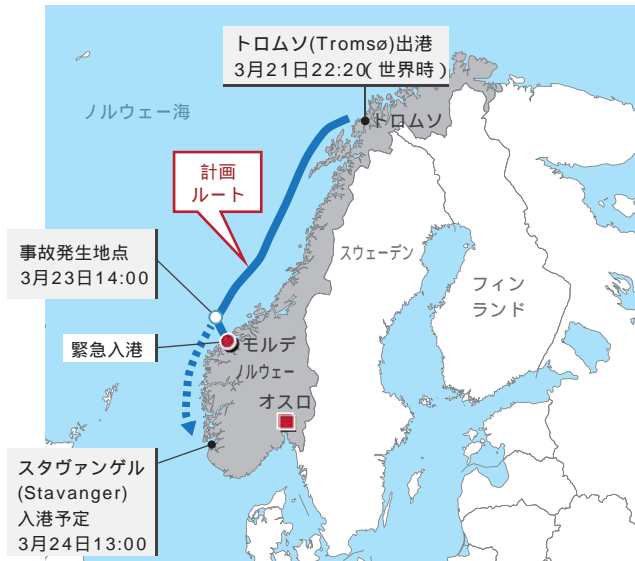 トロムソ(Tromsø)出港
3月21日22:20(世界時)
ノルウェー海
トロムソ
計画
ルート
スウェーデン
事故発生地点
3月23日14:00
フィン
ランド
緊急入港
モルデ
ノルウェー
オスロ
スタヴァンゲル
(Stavanger)
入港予定
3月24日13:00